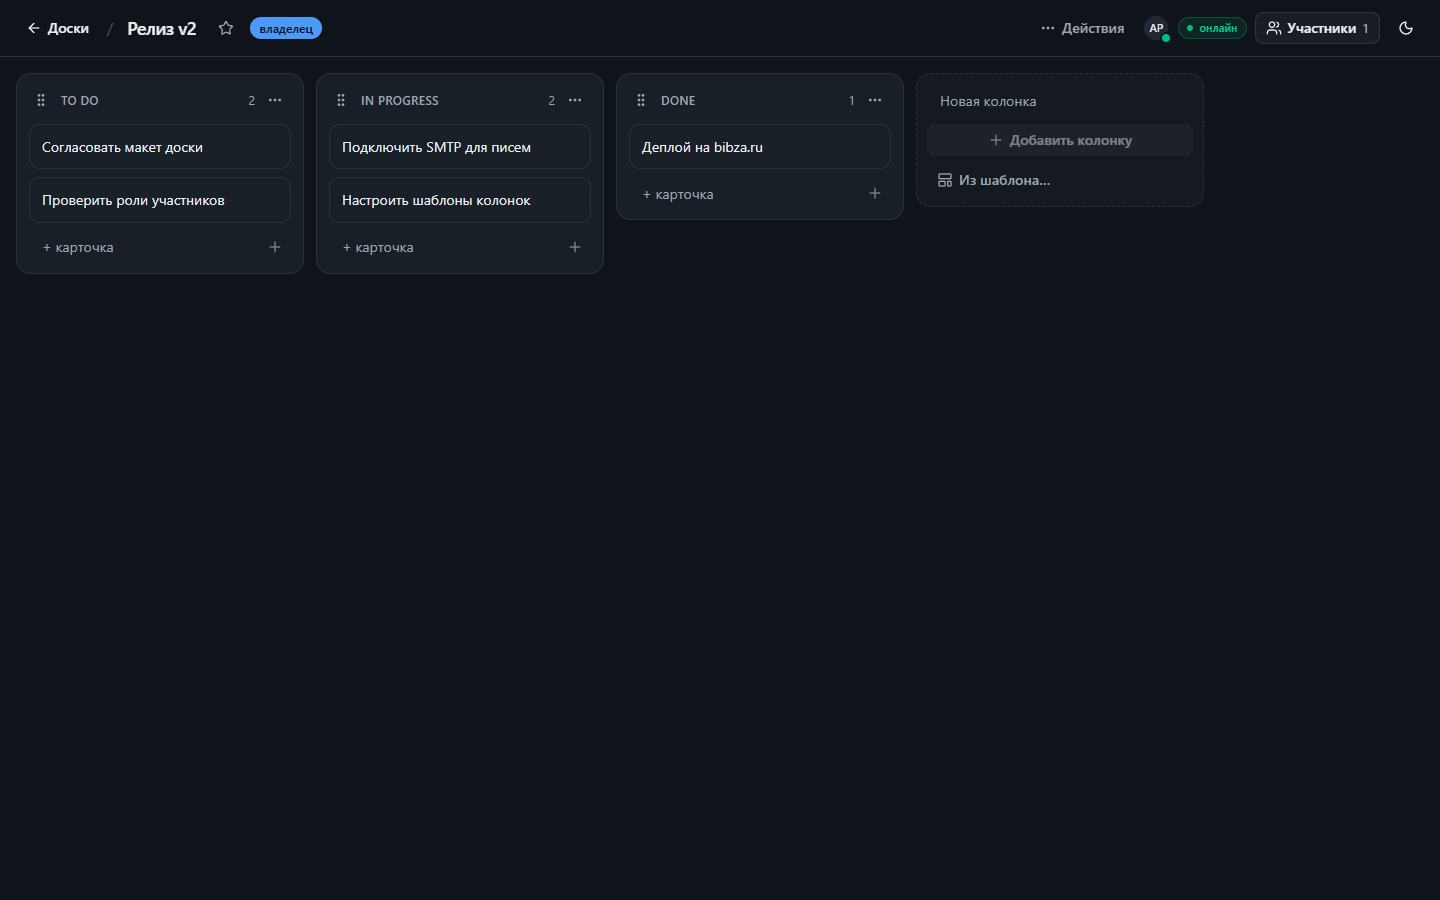 Доски / Релиз v2 владелец
Действия AP онлайн Участники 1
TO DO 2
Согласовать макет доски
Проверить роли участников
+ карточка
IN PROGRESS 2
Подключить SMTP для писем
Настроить шаблоны колонок
+ карточка
DONE 1
Деплой на bibza.ru
+ карточка
Новая колонка
Добавить колонку
Из шаблона...